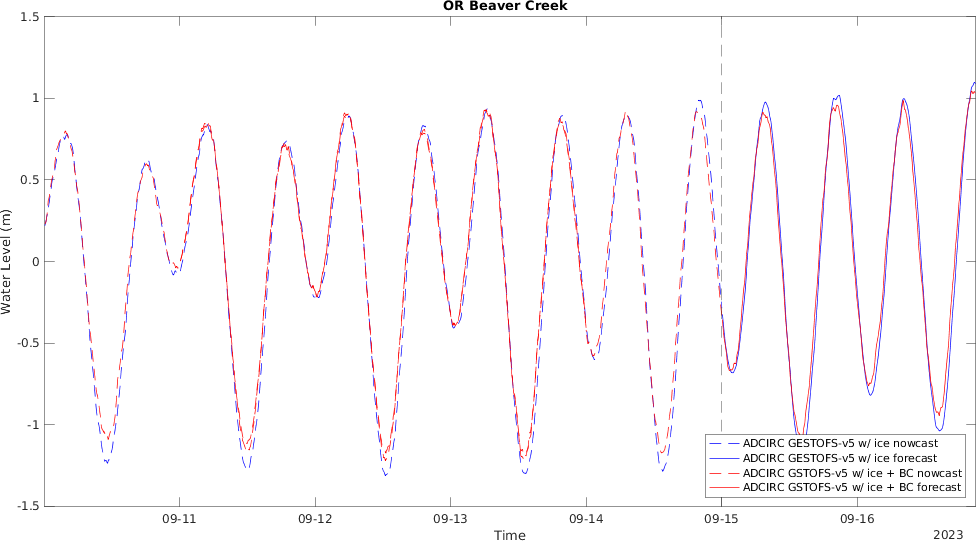 OR Beaver Creek
1.5
1
0.5
0
-0.5
-1
-1.5
Water Level (m)
09-11
09-12
09-13
09-14
09-15
09-16
Time
2023
ADCIRC GESTOFS-v5 w/ ice nowcast
ADCIRC GESTOFS-v5 w/ ice forecast
ADCIRC GSTOFS-v5 w/ ice + BC nowcast
ADCIRC GSTOFS-v5 w/ ice + BC forecast